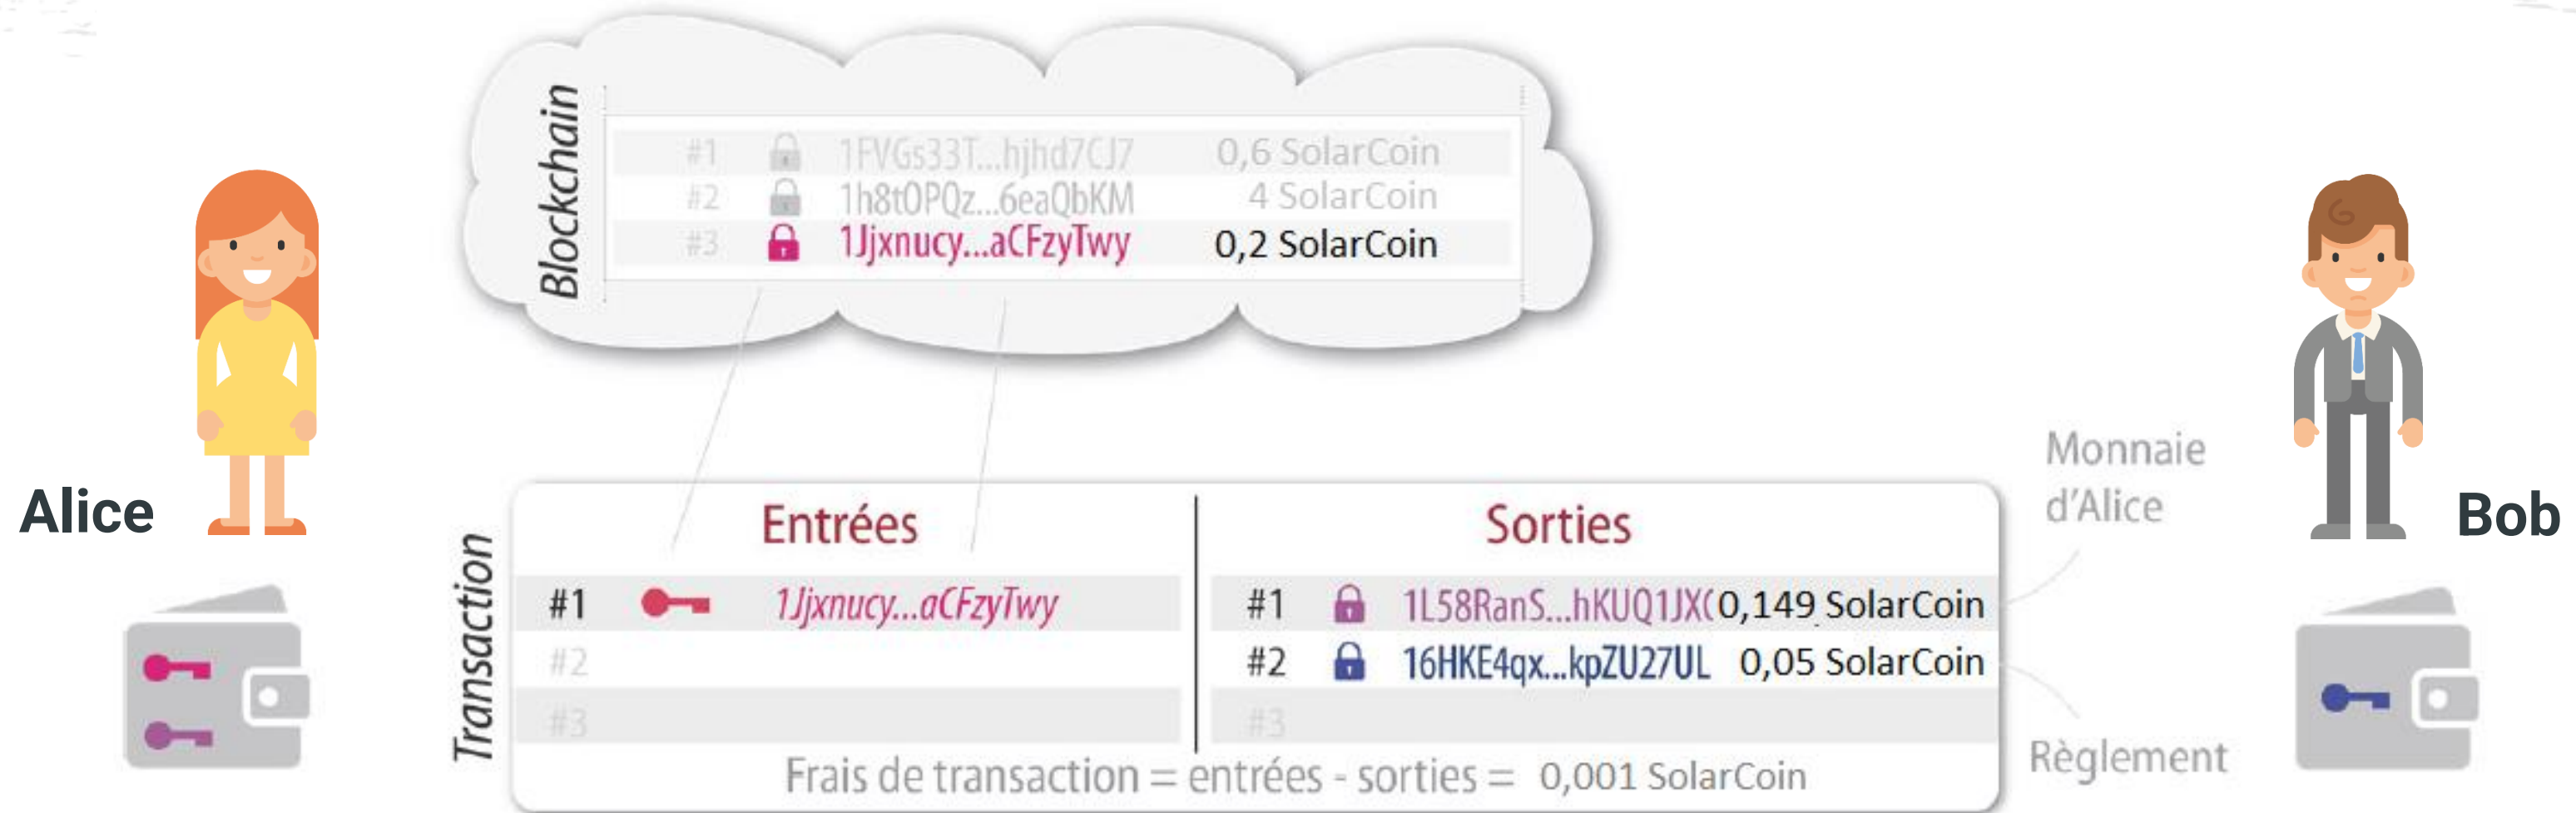 Blockchain
#1 1FVGs33T...hjhd7CJ7 0,6 SolarCoin
#2 1h8tOPQz...6eaQbKM 4 SolarCoin
#3 1Jjxnucy...aCFzyTwy 0,2 SolarCoin
Alice
Bob
Monnaie
d'Alice
Transaction
Entrées
Sorties
#1 1Jjxnucy...aCFzyTwy
#1 1L58RanS...hKUQ1JX 0,149 SolarCoin
#2
#2 16HKE4qx...kpZU27UL 0,05 SolarCoin
#3
#3
Règlement
Frais de transaction = entrées - sorties = 0,001 SolarCoin